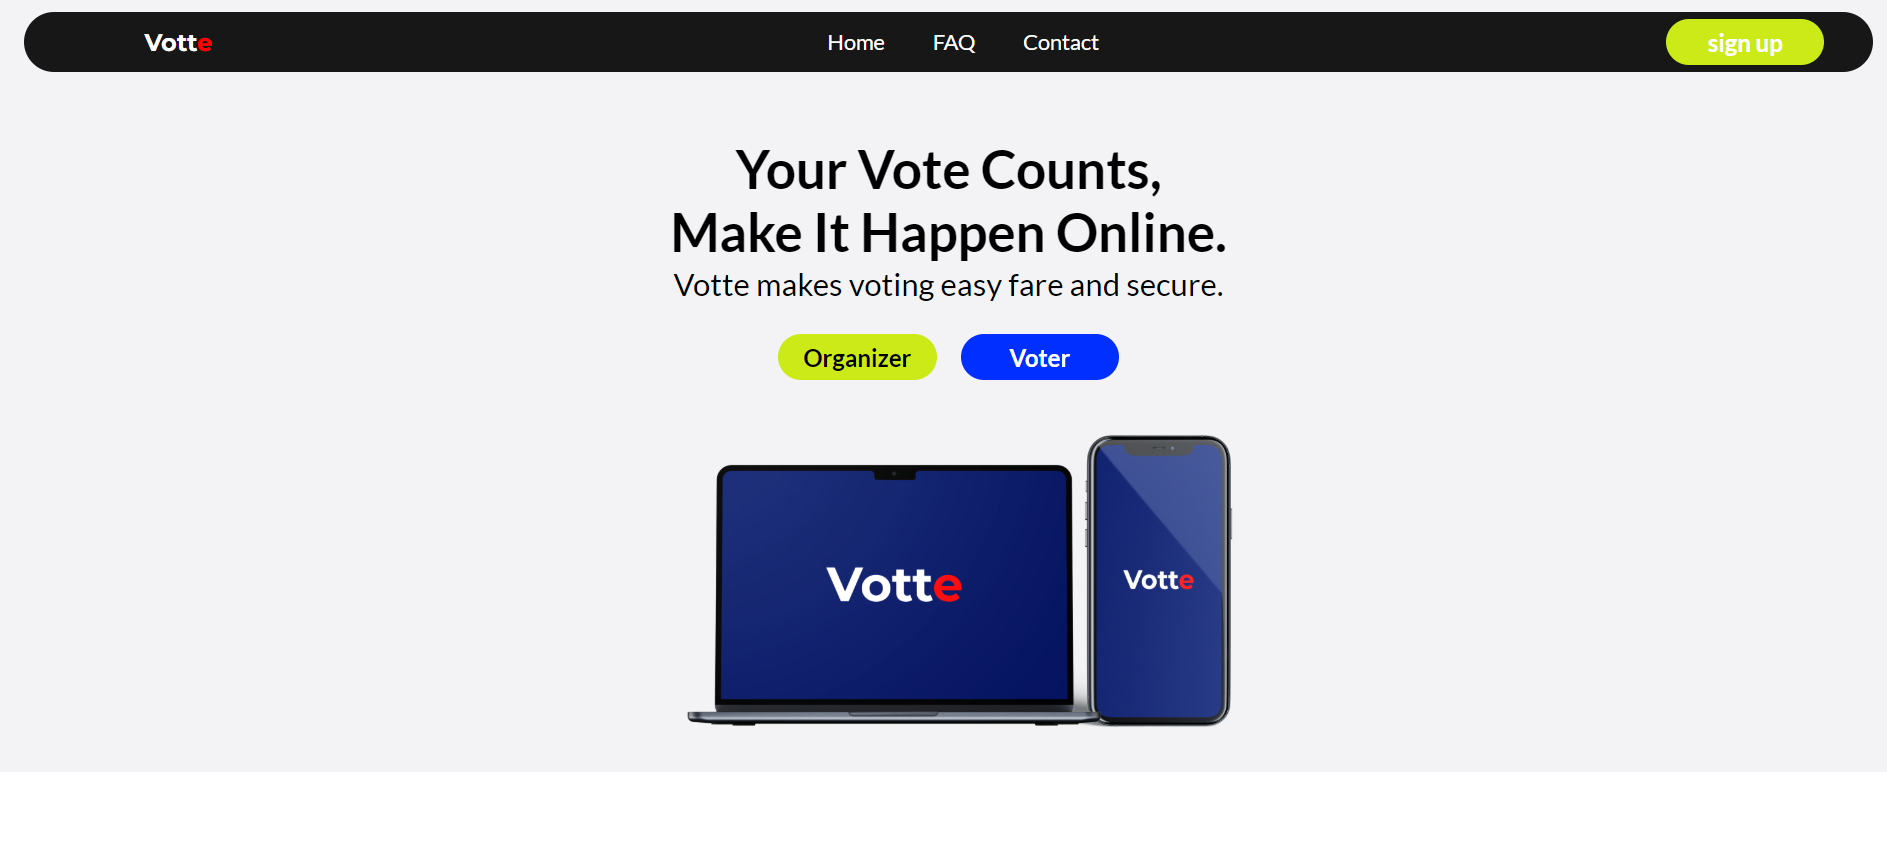 Votte
Home
FAQ
Contact
sign up
Your Vote Counts,
Make It Happen Online.
Votte makes voting easy fare and secure.
Organizer
Voter
Votte
Votte